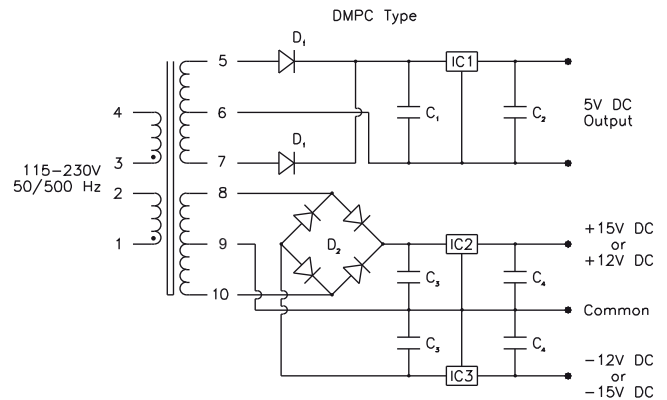 DMPC Type
D₁
5
IC1
4
6
C₁
C₂
5V DC
Output
D₁
3
7
115-230V
50/500 Hz
2
8
D₂
1
9
IC2
+15V DC
or
+12V DC
C₃
C₄
10
Common
C₃
C₄
IC3
-12V DC
or
-15V DC